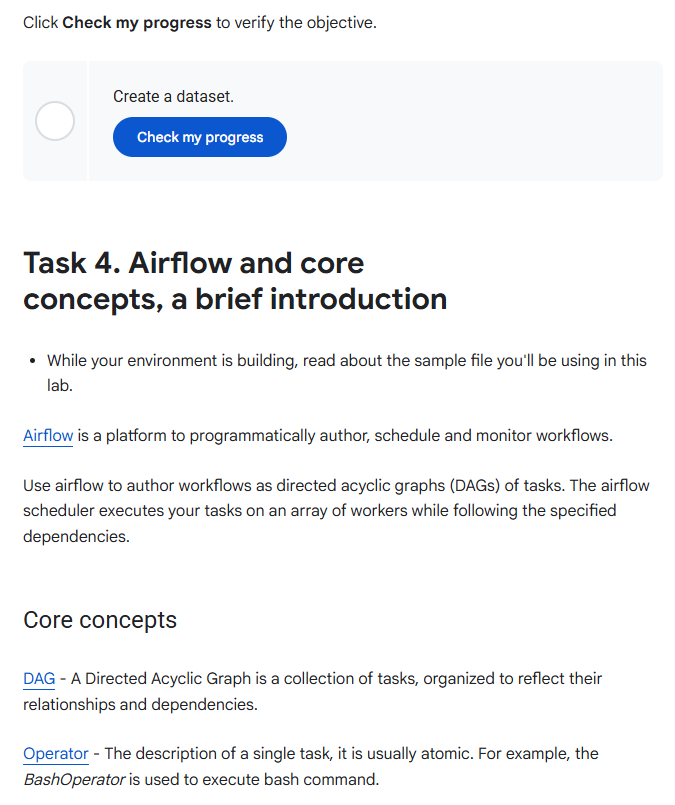 Click Check my progress to verify the objective.
Create a dataset.
Check my progress
Task 4. Airflow and core
concepts, a brief introduction
• While your environment is building, read about the sample file you'll be using in this
lab.
Airflow is a platform to programmatically author, schedule and monitor workflows.
Use airflow to author workflows as directed acyclic graphs (DAGs) of tasks. The airflow
scheduler executes your tasks on an array of workers while following the specified
dependencies.
Core concepts
DAG - A Directed Acyclic Graph is a collection of tasks, organized to reflect their
relationships and dependencies.
Operator - The description of a single task, it is usually atomic. For example, the
BashOperator is used to execute bash command.